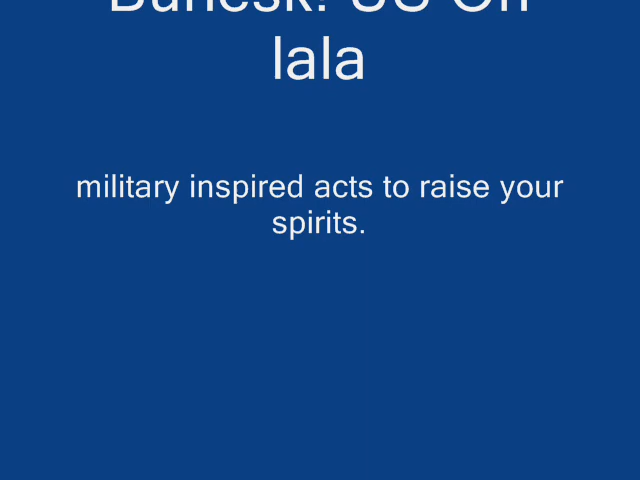 lala
military inspired acts to raise your
spirits.